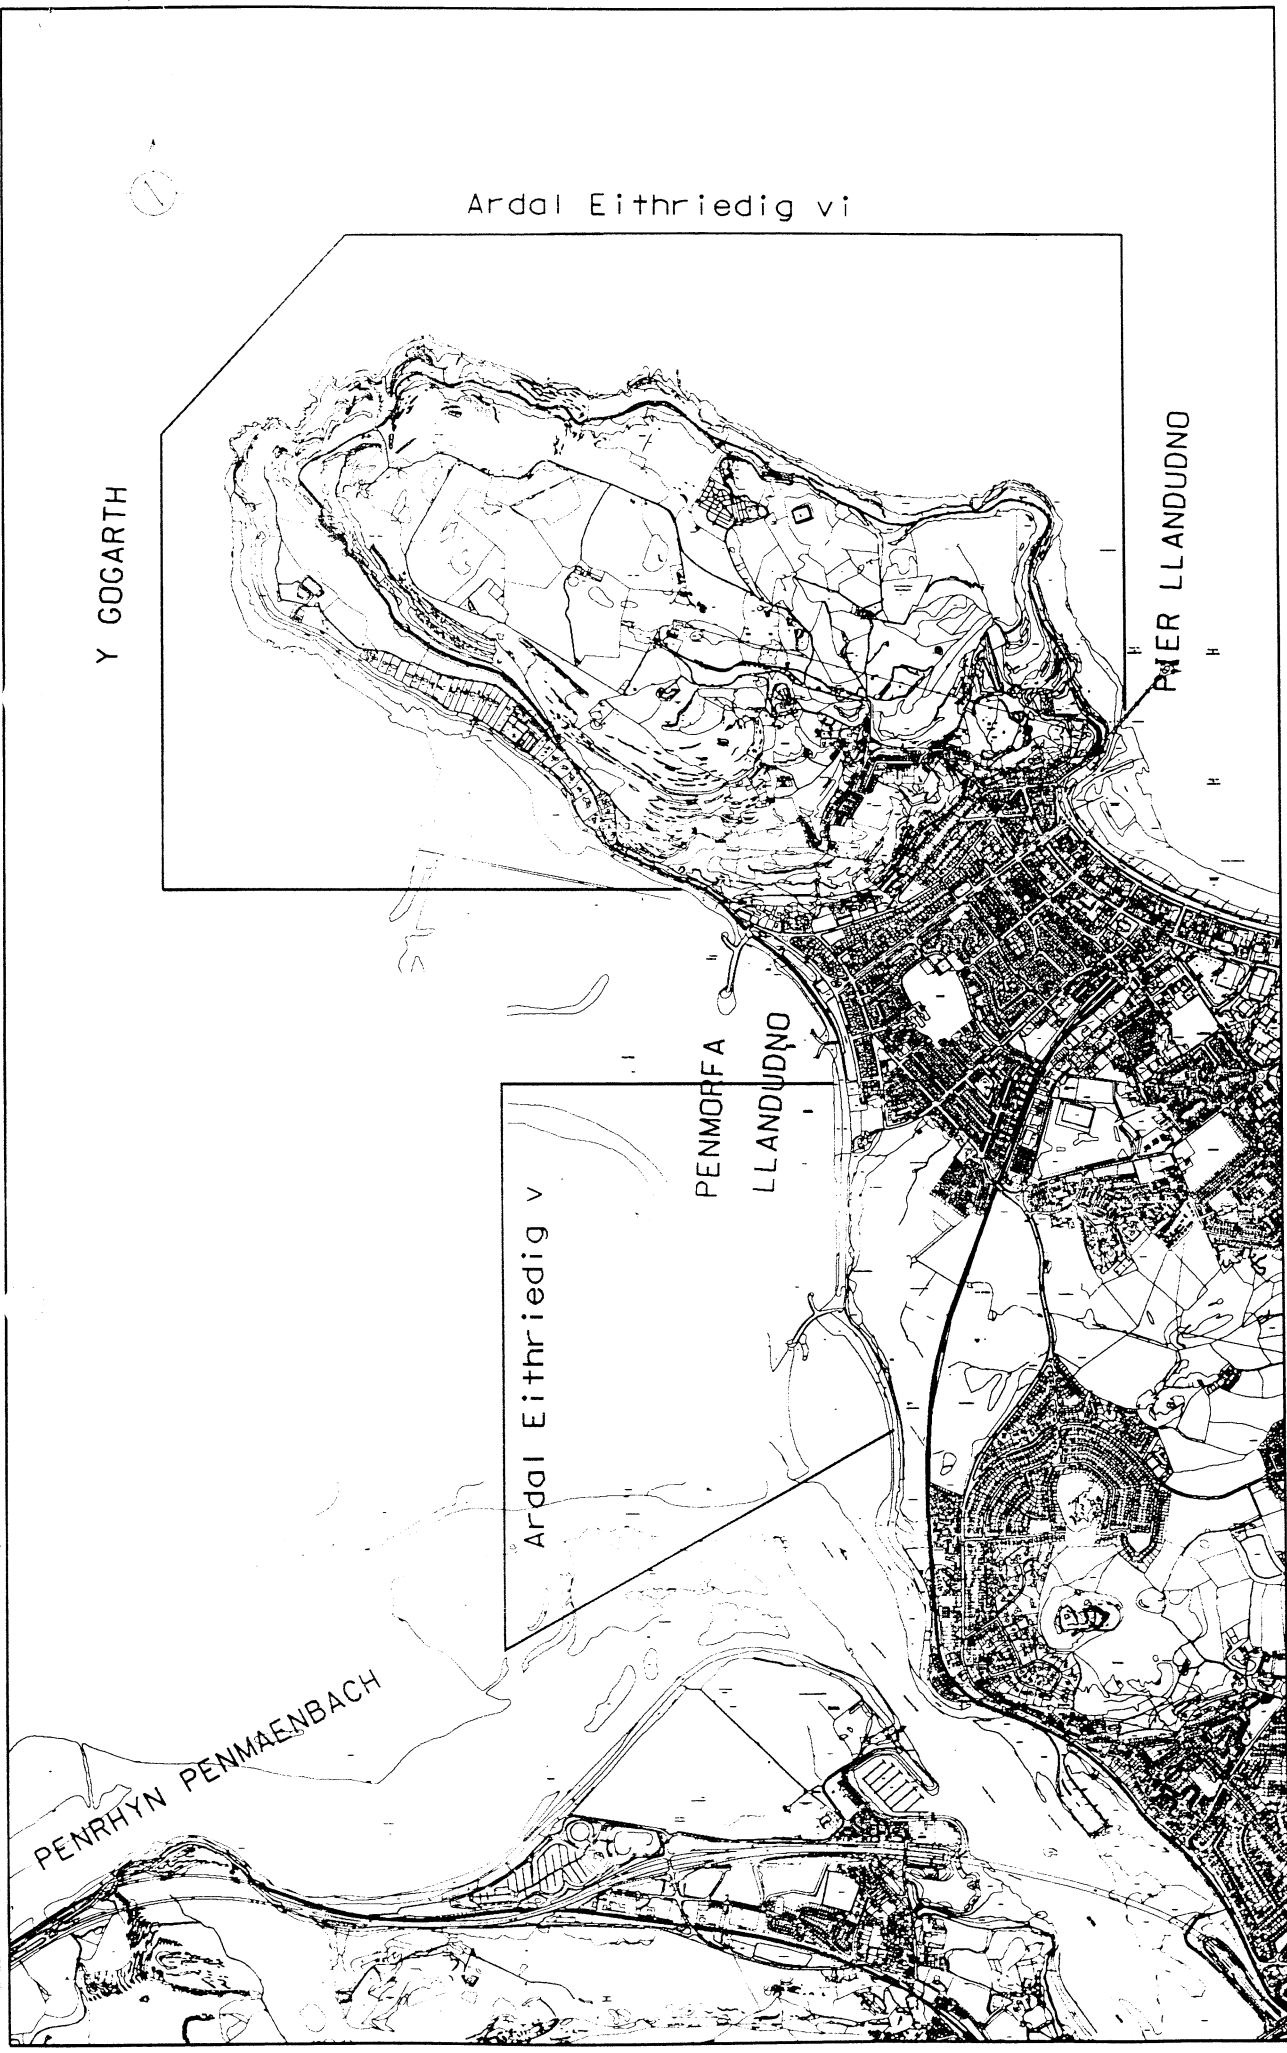 Ardal Eithriedig vi
Y GOGARTH
PIER LLANDUDNO
PENMORFA
LLANDUDNO
Ardal Eithriedig v
PENRHYN PENMAENBACH